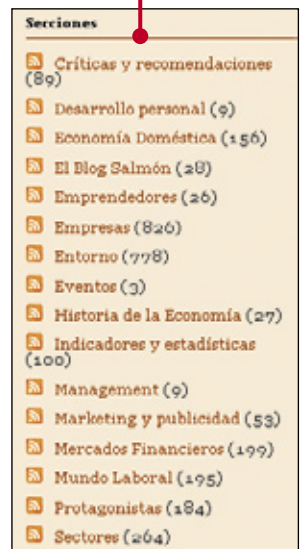 Secciones
Críticas y recomendaciones
(89)
Desarrollo personal (9)
Economía Doméstica (156)
El Blog Salmón (28)
Emprendedores (26)
Empresas (826)
Entorno (778)
Eventos (3)
Historia de la Economía (27)
Indicadores y estadísticas
(100)
Management (9)
Marketing y publicidad (53)
Mercados Financieros (199)
Mundo Laboral (195)
Protagonistas (184)
Sectores (264)